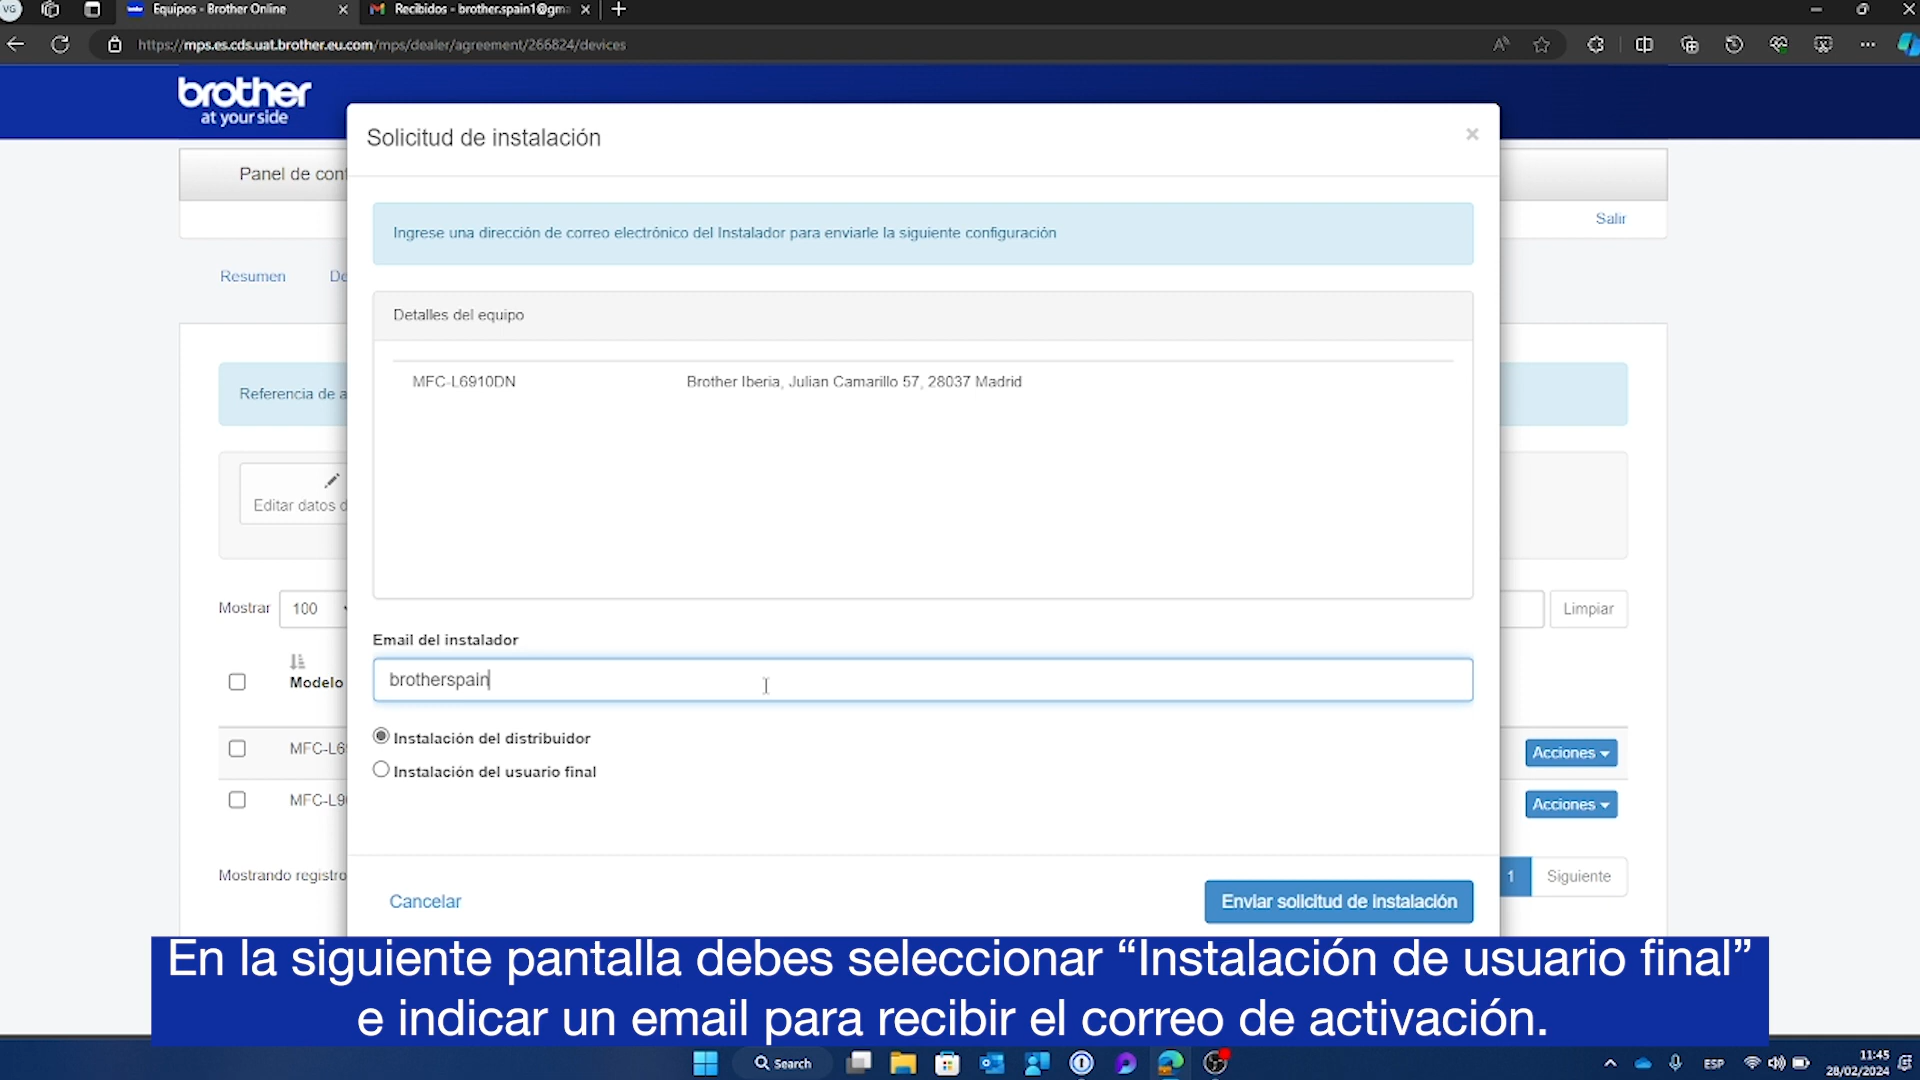 VG
Equipos - Brother Online
Recibidos - brother.spain1@gm
https://mps.es.cds.uat.brother.eu.com/mps/dealer/agreement/266824/devices
brother
at your side
Solicitud de instalación
×
Panel de con
Ingrese una dirección de correo electrónico del Instalador para enviarle la siguiente configuración
Salir
Resumen
De
Detalles del equipo
MFC-L6910DN
Brother Iberia, Julian Camarillo 57, 28037 Madrid
Referencia de a
Editar datos d
Mostrar 100
Limpiar
Email del instalador
brotherspain
Modelo
Instalación del distribuidor
Instalación del usuario final
MFC-L6
Acciones
MFC-L9
Acciones
Mostrando registro
1
Siguiente
Cancelar
Enviar solicitud de instalación
En la siguiente pantalla debes seleccionar “Instalación de usuario final”
e indicar un email para recibir el correo de activación.
Search
ESP
11:45
28/02/2024